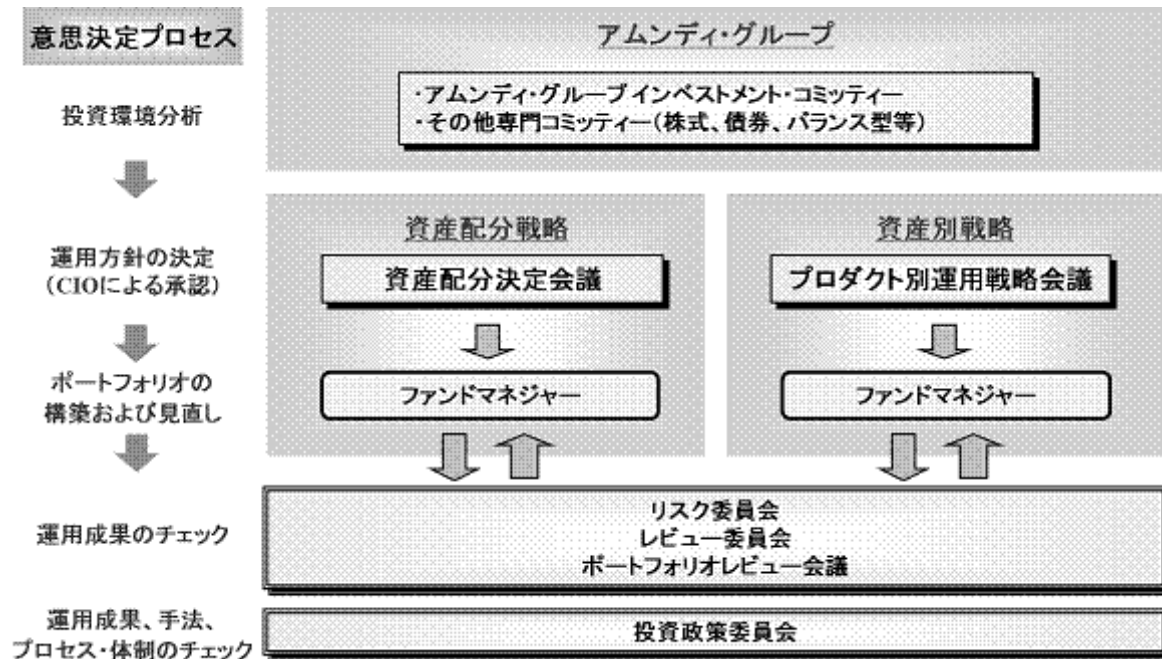 意思決定プロセス
アムンディ・グループ
・アムンディ・グループ インベストメント・コミッティー
・その他専門コミッティー（株式、債券、バランス型等）
投資環境分析
資産配分戦略
資産別戦略
運用方針の決定
（CIOによる承認）
資産配分決定会議
プロダクト別運用戦略会議
ポートフォリオの
構築および見直し
ファンドマネジャー
ファンドマネジャー
運用成果のチェック
リスク委員会
レビュー委員会
ポートフォリオレビュー会議
運用成果、手法、
プロセス・体制のチェック
投資政策委員会